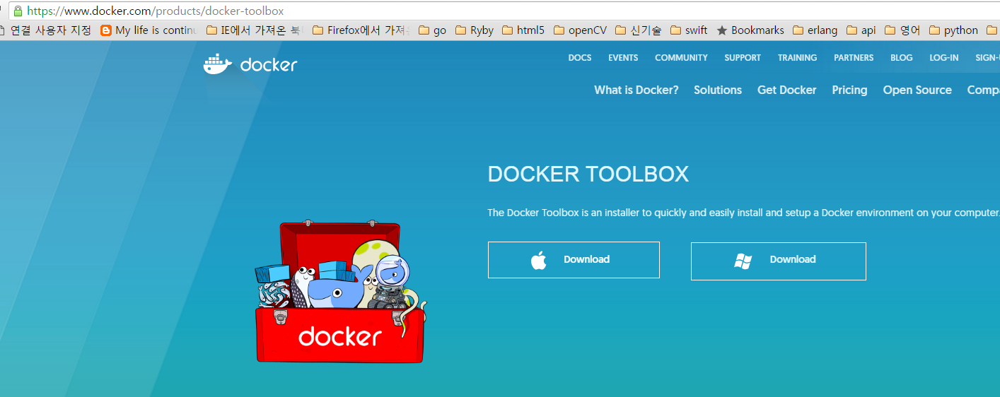 https://www.docker.com/products/docker-toolbox
연결 사용자 지정 My life is contin IE에서 가져온 북 Firefox에서 가져 go Ryby html5 openCV 신기술 swift Bookmarks erlang api 영어 python
docker
DOCS EVENTS COMMUNITY SUPPORT TRAINING PARTNERS BLOG LOG-IN SIGN-
What is Docker? Solutions Get Docker Pricing Open Source Comp
DOCKER TOOLBOX
The Docker Toolbox is an installer to quickly and easily install and setup a Docker environment on your computer.
Download Download
docker